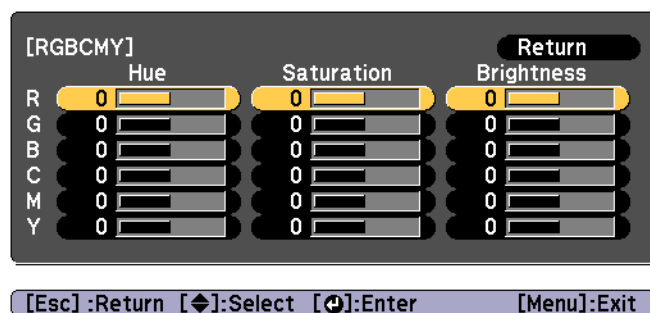 [RGBCMY] Return
Hue Saturation Brightness
R 0 0 0
G 0 0 0
B 0 0 0
C 0 0 0
M 0 0 0
Y 0 0 0
[Esc] :Return [◆]:Select [↵]:Enter [Menu]:Exit